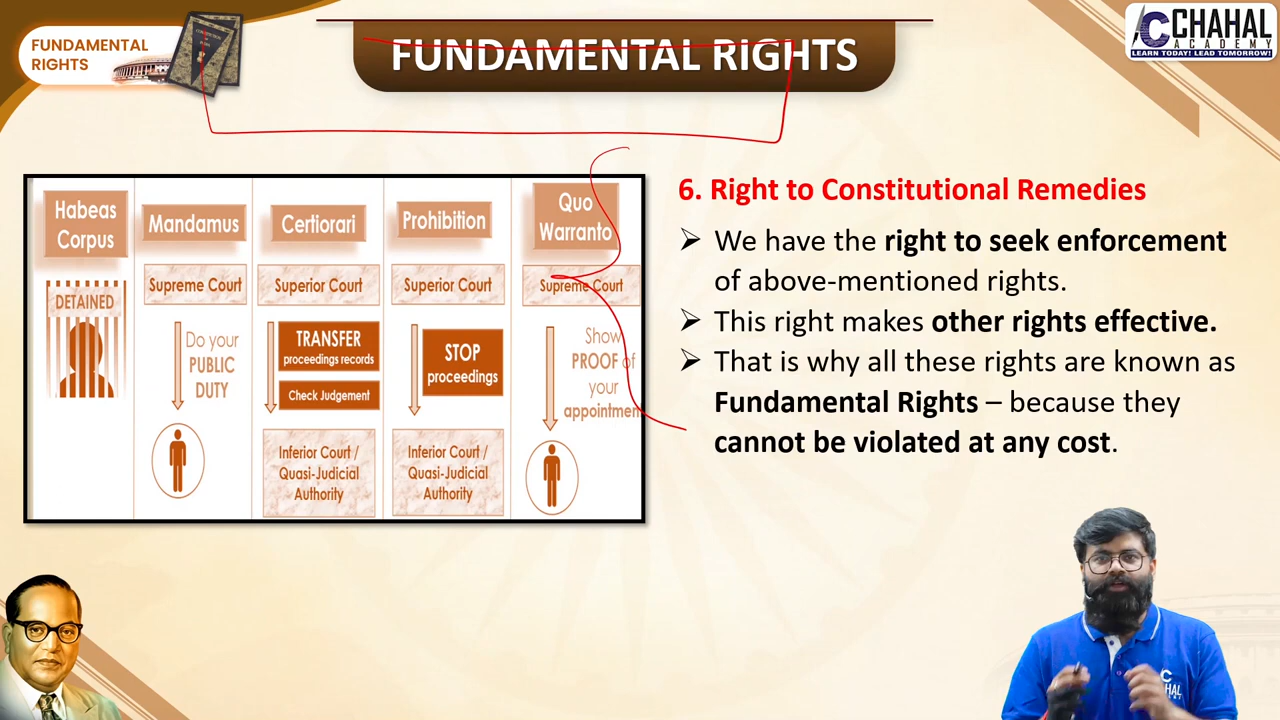 FUNDAMENTAL
RIGHTS
FUNDAMENTAL RIGHTS
CHAHAL
ACADEMY
LEARN TODAY! LEAD TOMORROW!
Habeas
Corpus
DETAINED
Mandamus
Supreme Court
Do your
PUBLIC
DUTY
Certiorari
Superior Court
TRANSFER
proceedings records
Check Judgement
Inferior Court /
Quasi-Judicial
Authority
Prohibition
Superior Court
STOP
proceedings
Inferior Court /
Quasi-Judicial
Authority
Quo
Warranto
Supreme Court
Show
PROOF of
your
appointmen
6. Right to Constitutional Remedies
➢ We have the right to seek enforcement
of above-mentioned rights.
➢ This right makes other rights effective.
➢ That is why all these rights are known as
Fundamental Rights – because they
cannot be violated at any cost.